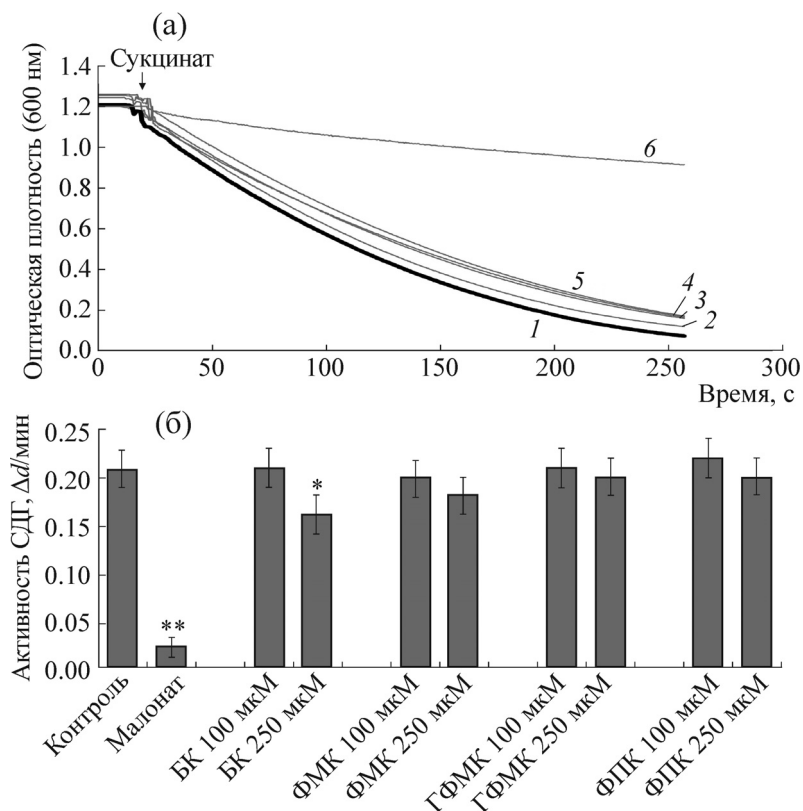 (а)
Сукцинат
Оптическая плотность (600 нм)
1.4
1.2
1.0
0.8
0.6
0.4
0.2
0.0
6
5
4
3
2
1
0
50
100
150
200
250
300
Время, с
(б)
Активность СДГ, Δd/мин
0.25
0.20
0.15
0.10
0.05
0.00
**
*
Контроль
Малонат
БК 100 мкМ
БК 250 мкМ
ФМК 100 мкМ
ФМК 250 мкМ
ГФМК 100 мкМ
ГФМК 250 мкМ
ФПК 100 мкМ
ФПК 250 мкМ